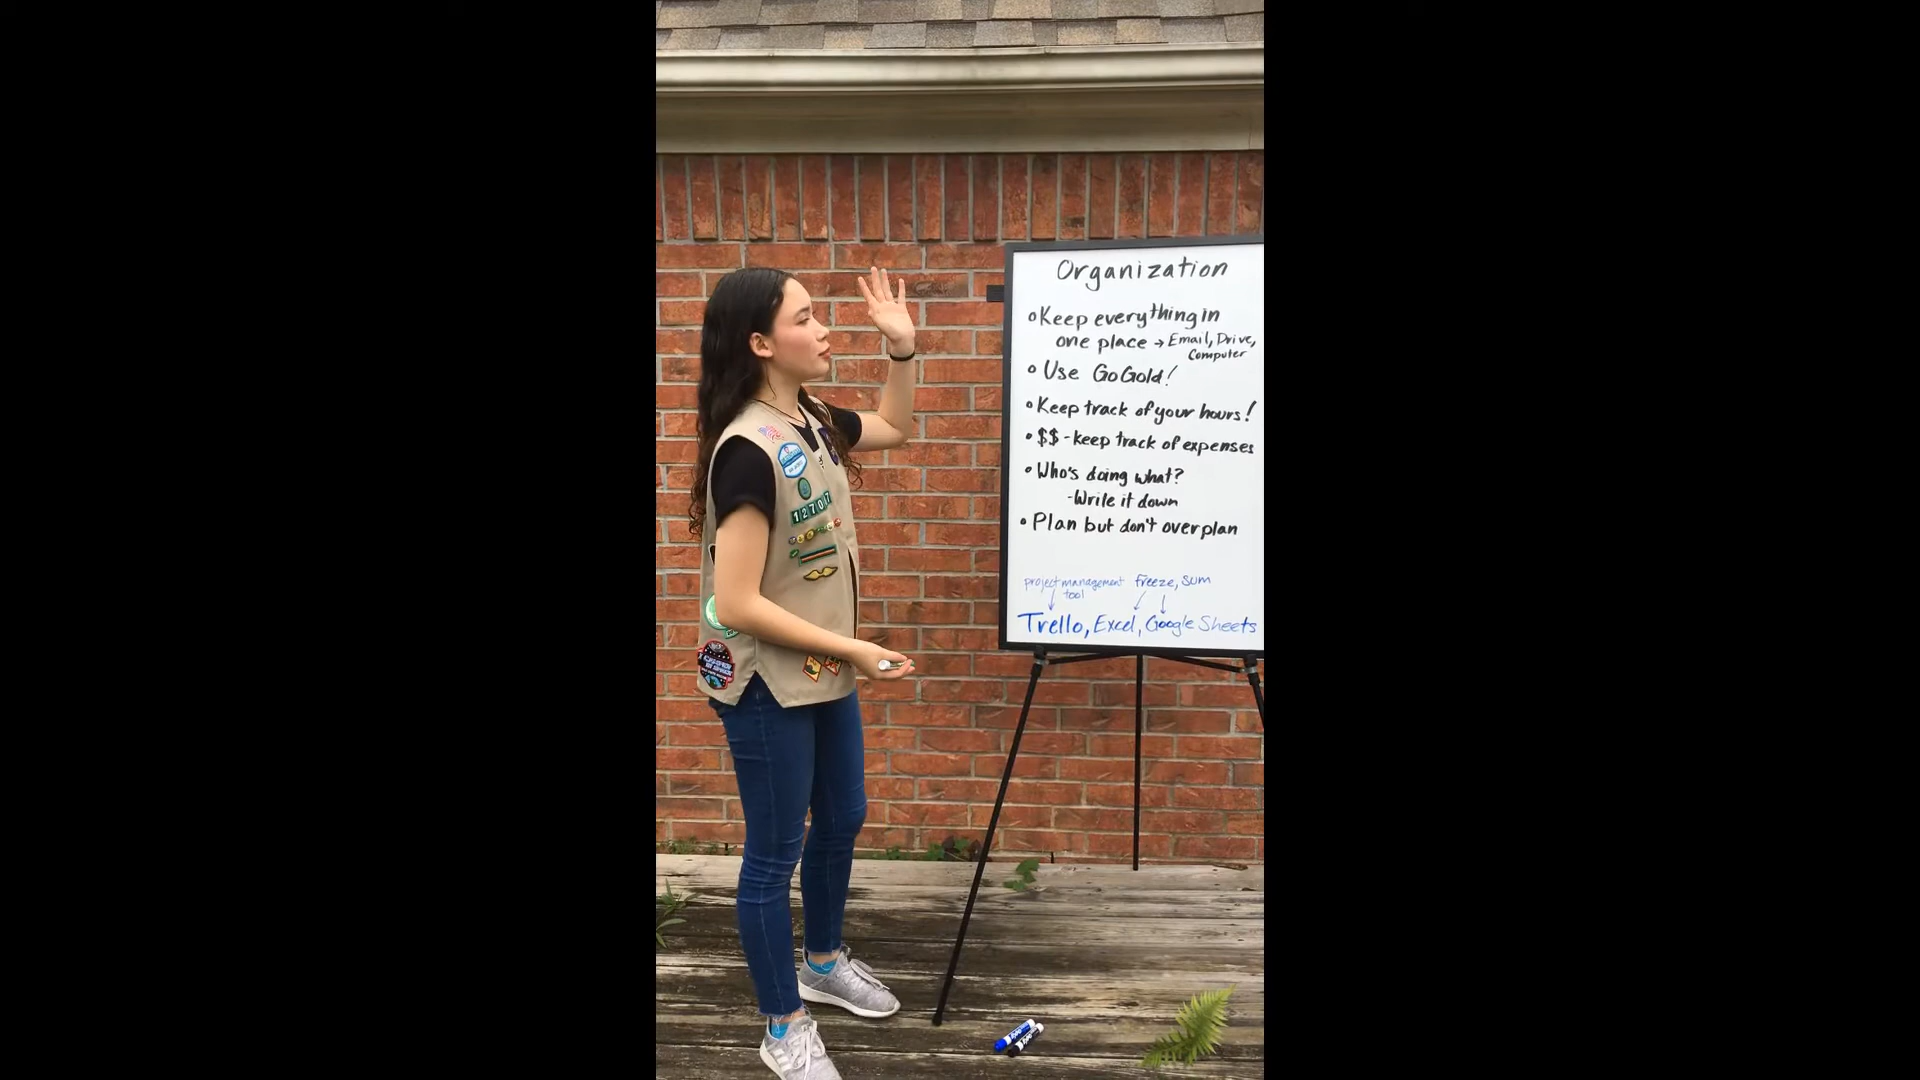 Organization
• Keep everything in
one place → Email, Drive,
Computer
• Use GoGold!
• Keep track of your hours!
• $$ - keep track of expenses
• Who's doing what?
- Write it down
• Plan but don't overplan
project management freeze, sum
tool
Trello, Excel, Google Sheets
12707